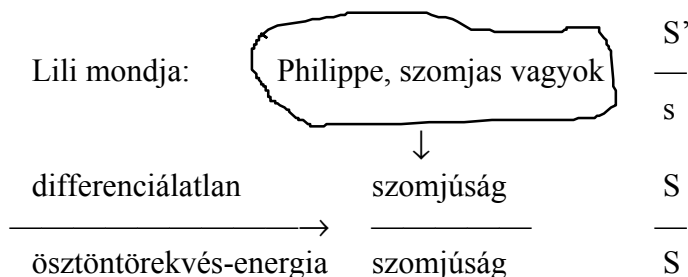 S’
Lili mondja: Philippe, szomjas vagyok
s
↓
differenciálatlan szomjúság S
→
ösztöntörekvés-energia szomjúság S